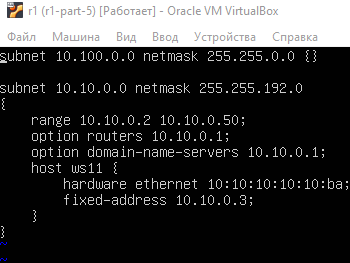 r1 (r1-part-5) [Работает] - Oracle VM VirtualBox
Файл Машина Вид Ввод Устройства Справка
subnet 10.100.0.0 netmask 255.255.0.0 {}
subnet 10.10.0.0 netmask 255.255.192.0
{
range 10.10.0.2 10.10.0.50;
option routers 10.10.0.1;
option domain-name-servers 10.10.0.1;
host ws11 {
hardware ethernet 10:10:10:10:10:ba;
fixed-address 10.10.0.3;
}
}
~
~